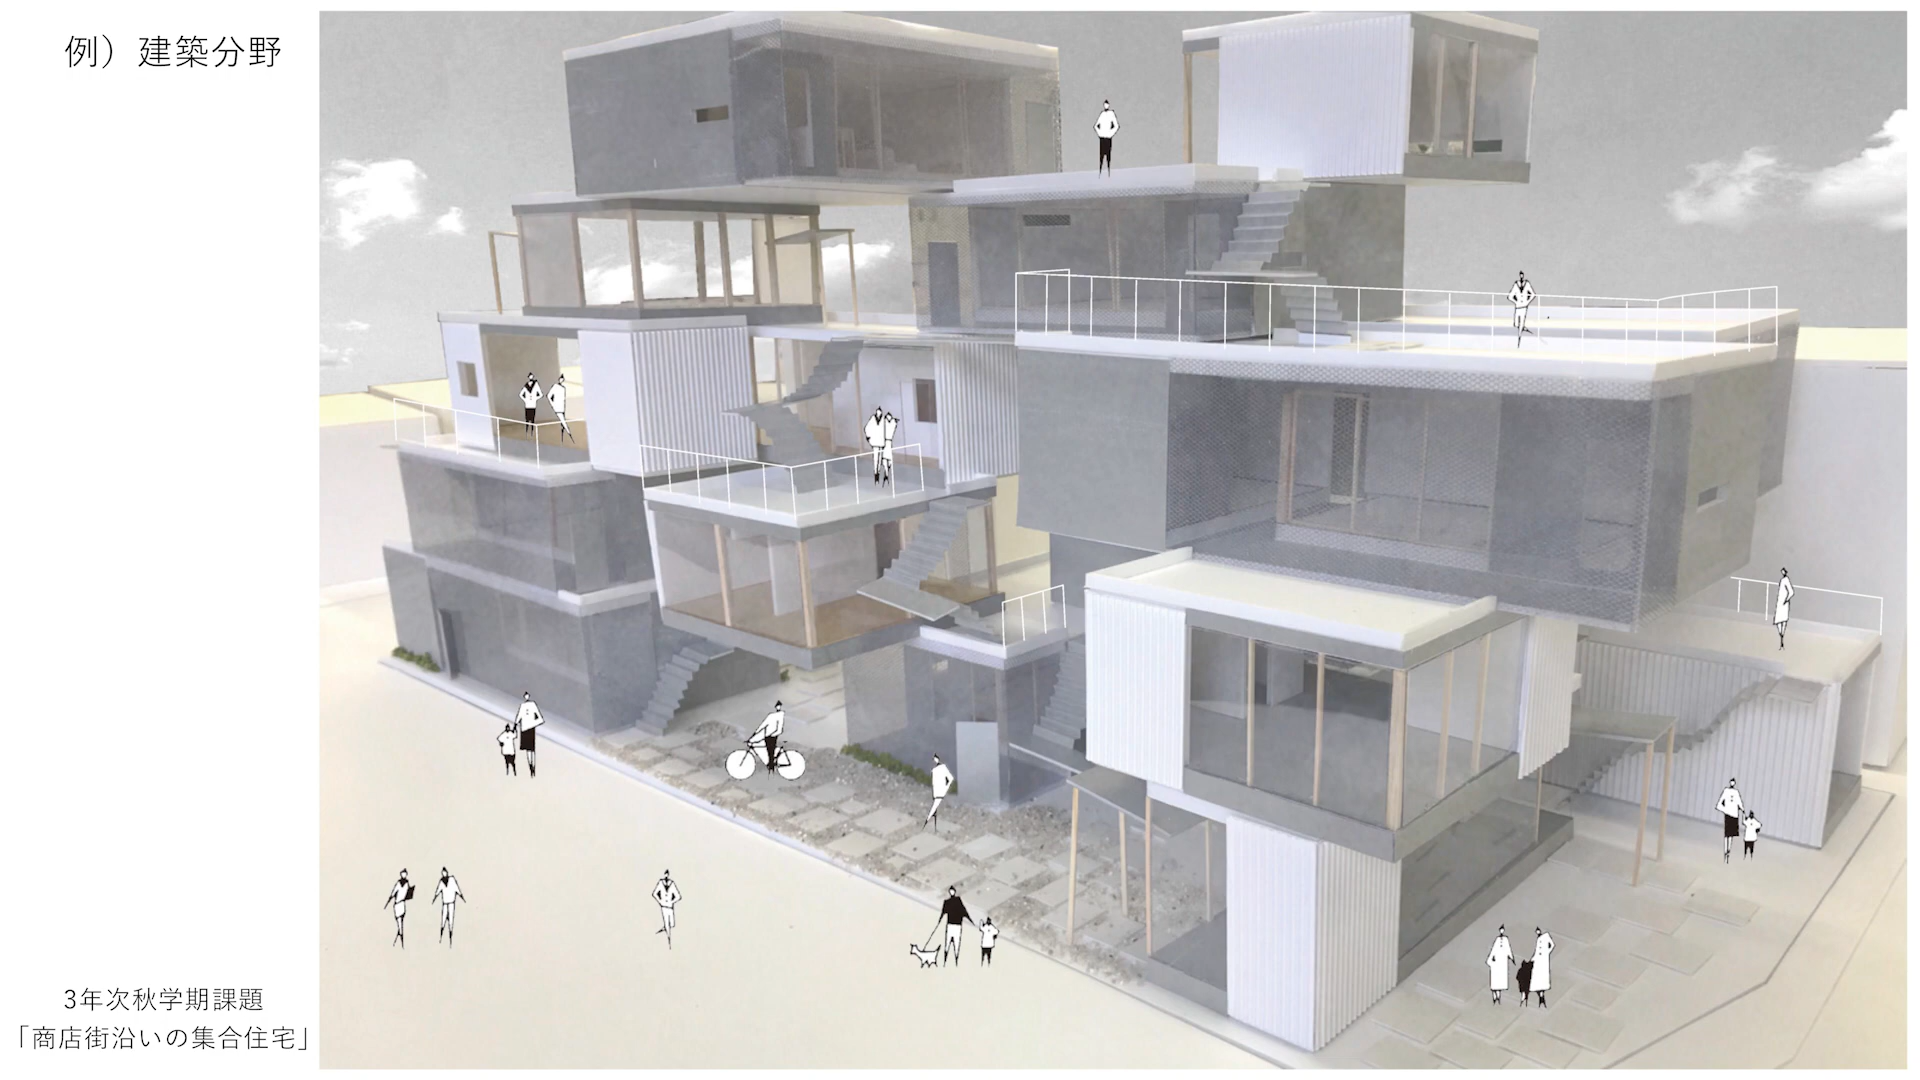 例）建築分野
3年次秋学期課題
「商店街沿いの集合住宅」